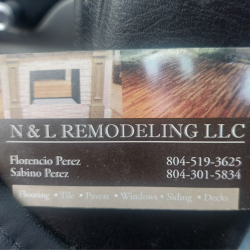 N & L REMODELING LLC
Florencio Perez 804-519-3625
Sabino Perez 804-301-5834
Flooring • Tile • Pavers • Windows • Siding • Decks